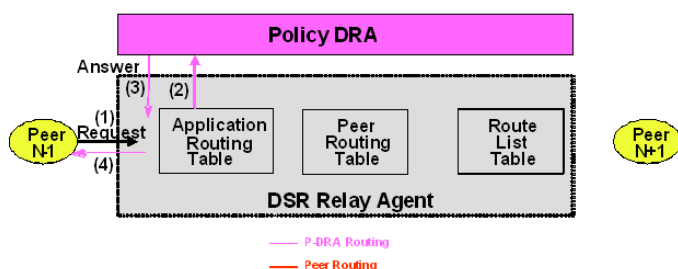 Policy DRA
Answer
(3)
(2)
(1)
Request
Peer
N-1
(4)
Application
Routing
Table
Peer
Routing
Table
Route
List
Table
Peer
N+1
DSR Relay Agent
P-DRA Routing
Peer Routing